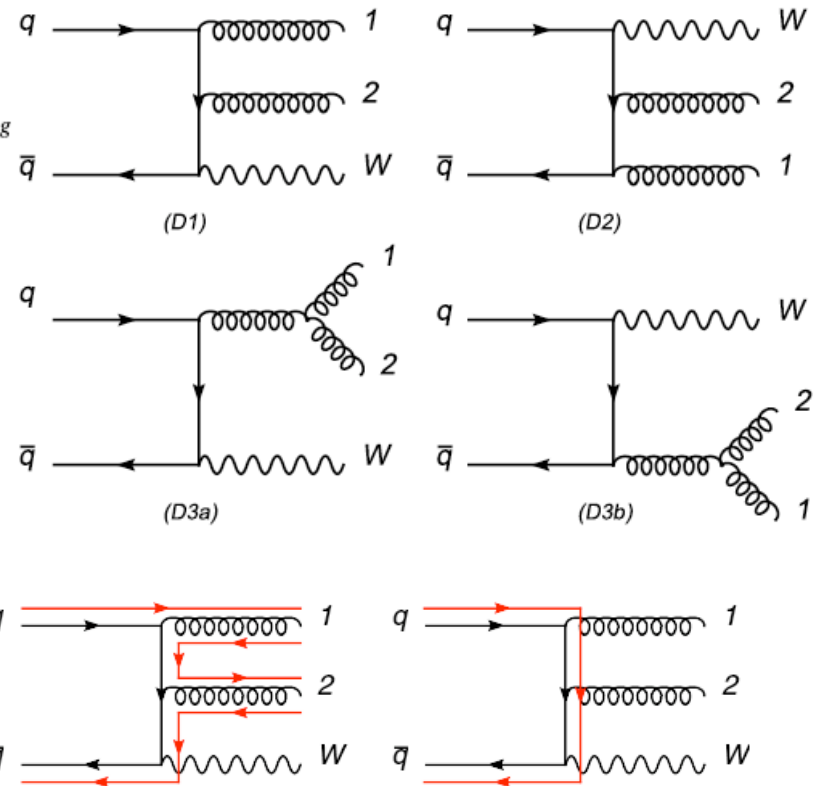 q 1 q W
2 2
g
q̅ W q̅ 1
(D1) (D2)
1
q q W
2 2
q̅ W q̅
1
(D3a) (D3b)
1 q 1
2 2
W q̅ W